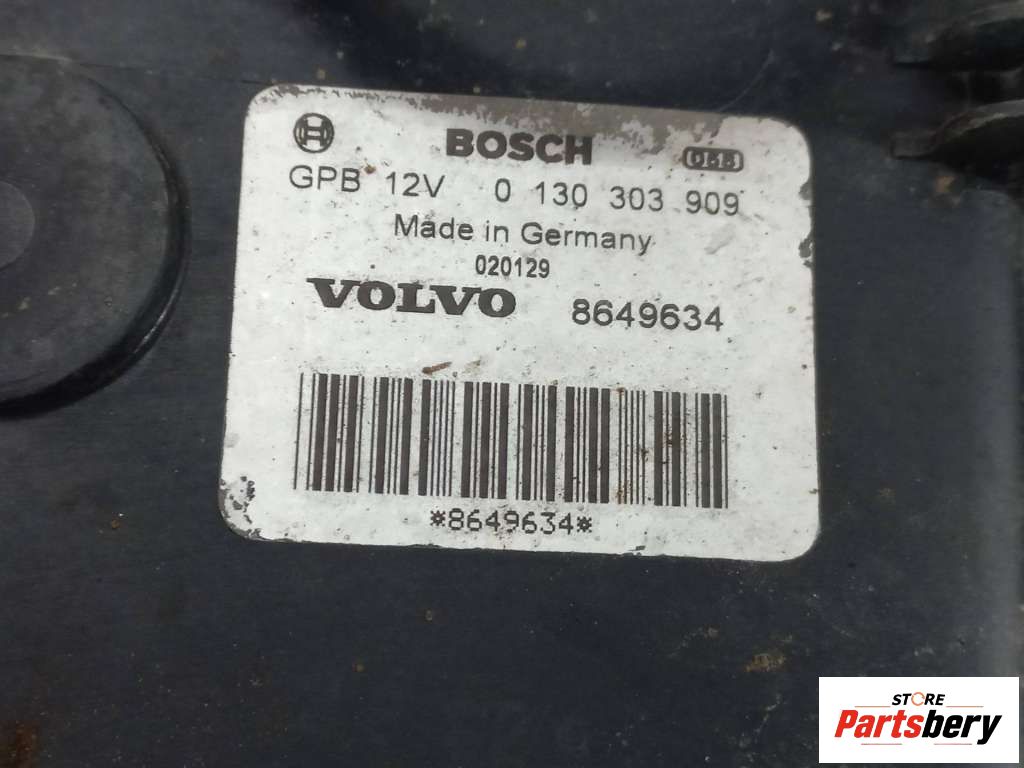 BOSCH
GPB 12V 0 130 303 909
Made in Germany
020129
VOLVO 8649634
*8649634*
STORE
Partsbery